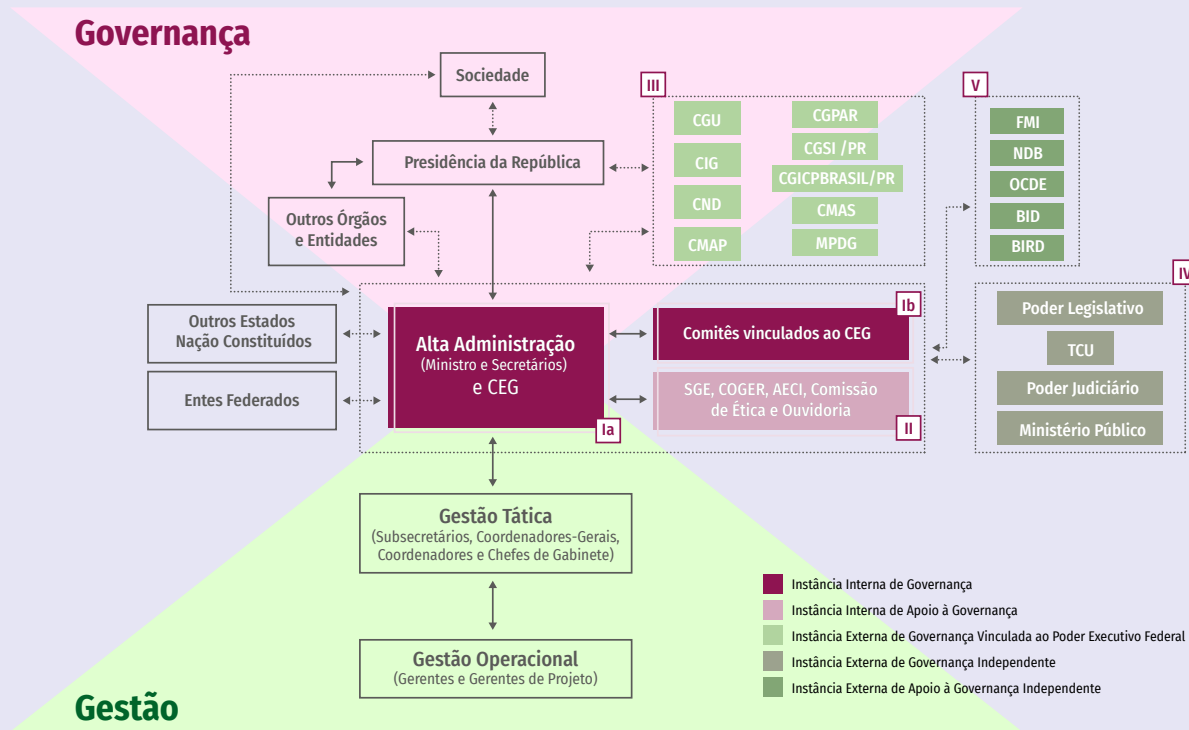 Governança
Sociedade
Presidência da República
Outros Órgãos
e Entidades
III
CGU
CIG
CND
CMAP
CGPAR
CGSI /PR
CGICPBRASIL/PR
CMAS
MPDG
V
FMI
NDB
OCDE
BID
BIRD
Outros Estados
Nação Constituídos
Entes Federados
Alta Administração
(Ministro e Secretários)
e CEG
Ia
Ib
Comitês vinculados ao CEG
SGE, COGER, AECI, Comissão
de Ética e Ouvidoria
II
IV
Poder Legislativo
TCU
Poder Judiciário
Ministério Público
Gestão Tática
(Subsecretários, Coordenadores-Gerais,
Coordenadores e Chefes de Gabinete)
Gestão Operacional
(Gerentes e Gerentes de Projeto)
Instância Interna de Governança
Instância Interna de Apoio à Governança
Instância Externa de Governança Vinculada ao Poder Executivo Federal
Instância Externa de Governança Independente
Instância Externa de Apoio à Governança Independente
Gestão